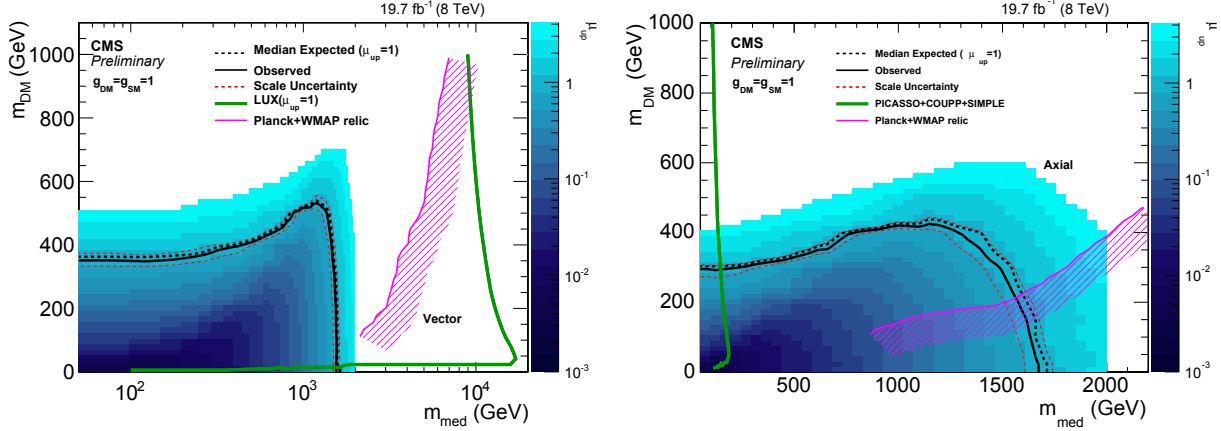 19.7 fb⁻¹ (8 TeV)
m_DM (GeV)
1000
800
600
400
200
0
CMS
Preliminary
g_DM=g_SM=1
Median Expected (μ_up=1)
Observed
Scale Uncertainty
LUX(μ_up=1)
Planck+WMAP relic
Vector
10²
10³
10⁴
m_med (GeV)
μ_up
1
10⁻¹
10⁻²
10⁻³
19.7 fb⁻¹ (8 TeV)
m_DM (GeV)
1000
800
600
400
200
0
CMS
Preliminary
g_DM=g_SM=1
Median Expected ( μ_up=1)
Observed
Scale Uncertainty
PICASSO+COUPP+SIMPLE
Planck+WMAP relic
Axial
500
1000
1500
2000
m_med (GeV)
μ_up
1
10⁻¹
10⁻²
10⁻³